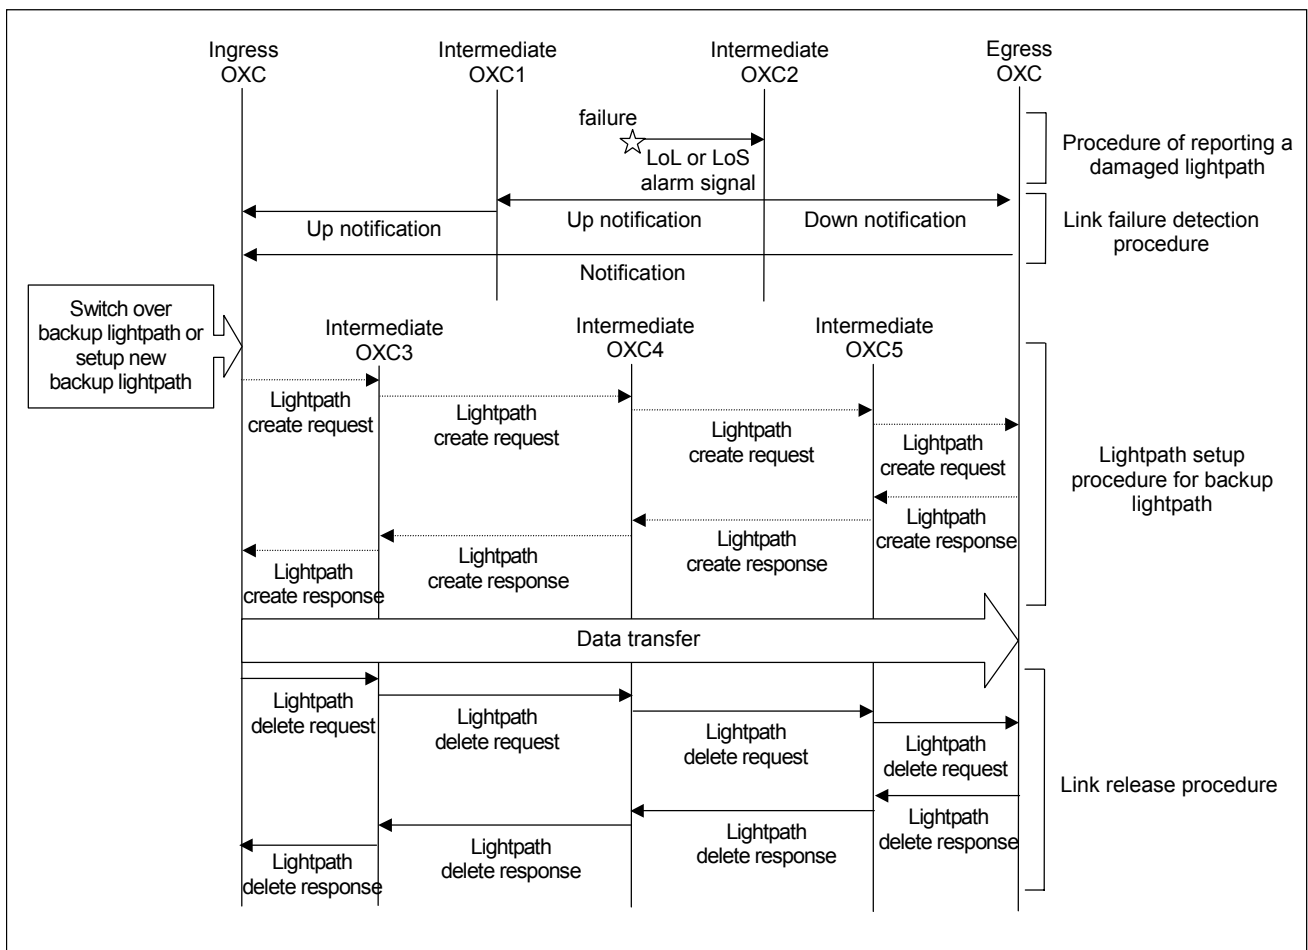 Ingress
OXC
Intermediate
OXC1
Intermediate
OXC2
Egress
OXC
failure
LoL or LoS
alarm signal
Procedure of reporting a
damaged lightpath
Up notification
Up notification
Down notification
Link failure detection
procedure
Notification
Switch over
backup lightpath or
setup new
backup lightpath
Intermediate
OXC3
Intermediate
OXC4
Intermediate
OXC5
Lightpath
create request
Lightpath
create request
Lightpath
create request
Lightpath
create request
Lightpath setup
procedure for backup
lightpath
Lightpath
create response
Lightpath
create response
Lightpath
create response
Lightpath
create response
Data transfer
Lightpath
delete request
Lightpath
delete request
Lightpath
delete request
Lightpath
delete request
Link release procedure
Lightpath
delete response
Lightpath
delete response
Lightpath
delete response
Lightpath
delete response